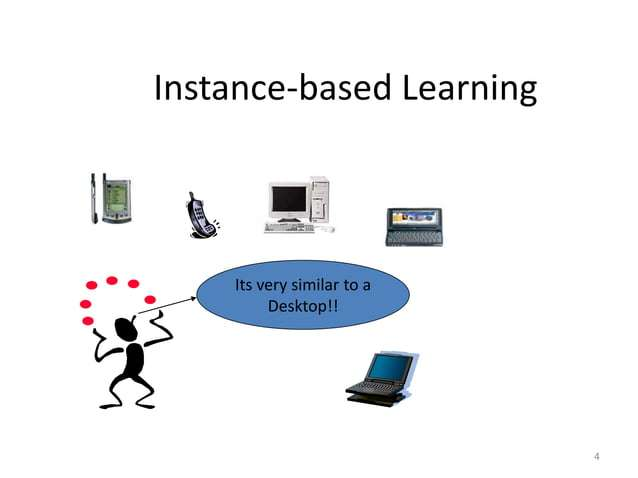 Instance-based Learning
Its very similar to a
Desktop!!
4